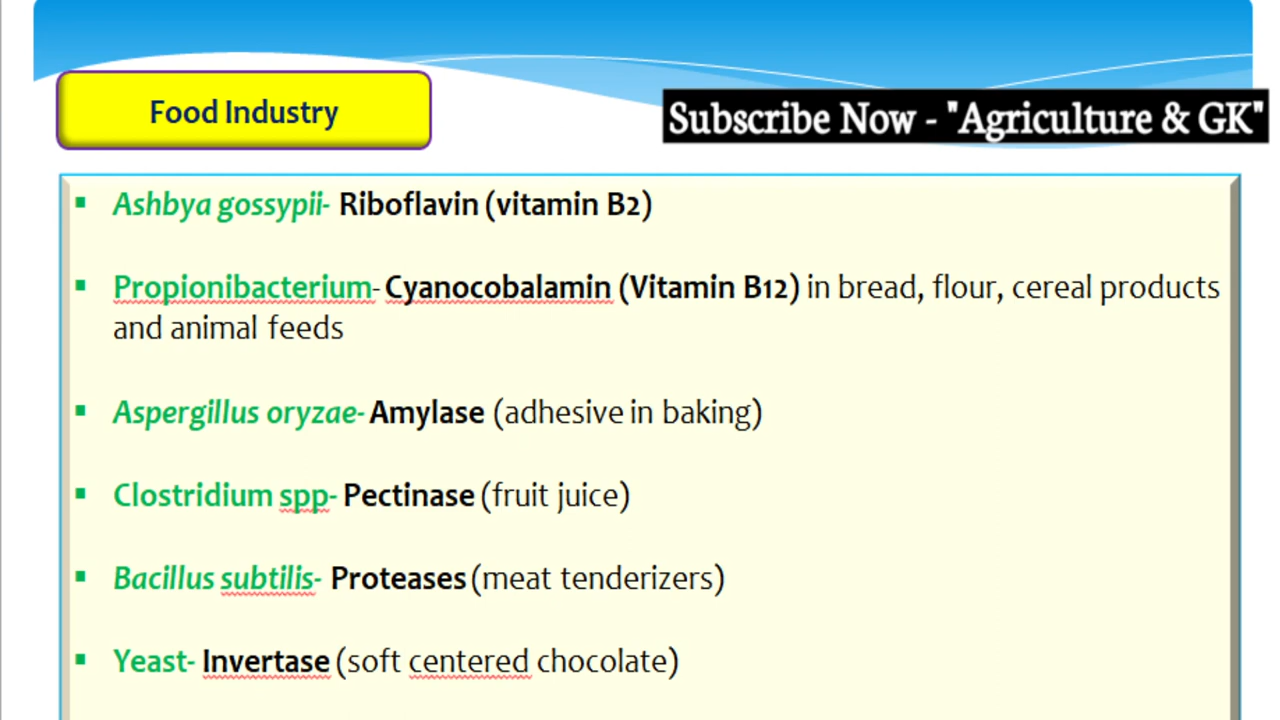 Food Industry
Subscribe Now - "Agriculture & GK"
▪ Ashbya gossypii- Riboflavin (vitamin B2)
▪ Propionibacterium- Cyanocobalamin (Vitamin B12) in bread, flour, cereal products
and animal feeds
▪ Aspergillus oryzae- Amylase (adhesive in baking)
▪ Clostridium spp- Pectinase (fruit juice)
▪ Bacillus subtilis- Proteases (meat tenderizers)
▪ Yeast- Invertase (soft centered chocolate)